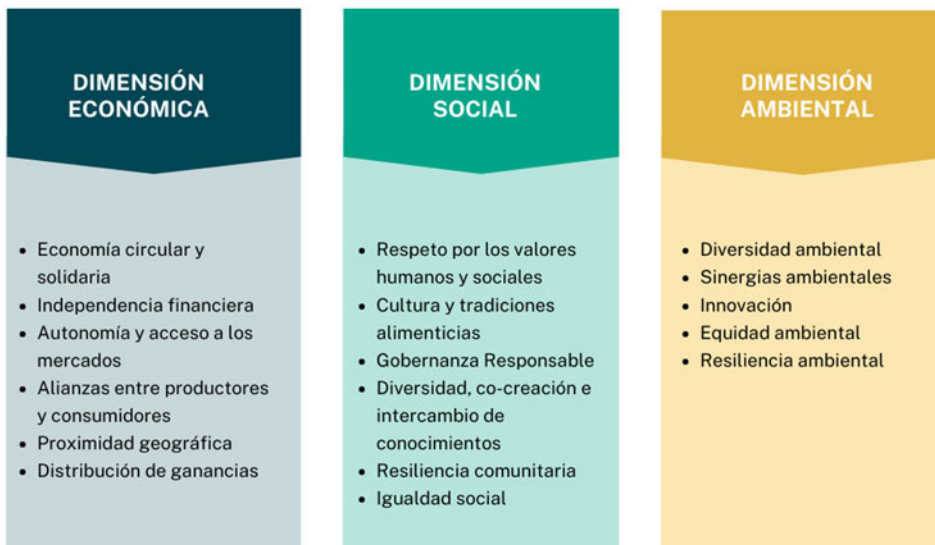 DIMENSIÓN
ECONÓMICA
• Economía circular y
solidaria
• Independencia financiera
• Autonomía y acceso a los
mercados
• Alianzas entre productores
y consumidores
• Proximidad geográfica
• Distribución de ganancias
DIMENSIÓN
SOCIAL
• Respeto por los valores
humanos y sociales
• Cultura y tradiciones
alimenticias
• Gobernanza Responsable
• Diversidad, co-creación e
intercambio de
conocimientos
• Resiliencia comunitaria
• Igualdad social
DIMENSIÓN
AMBIENTAL
• Diversidad ambiental
• Sinergias ambientales
• Innovación
• Equidad ambiental
• Resiliencia ambiental